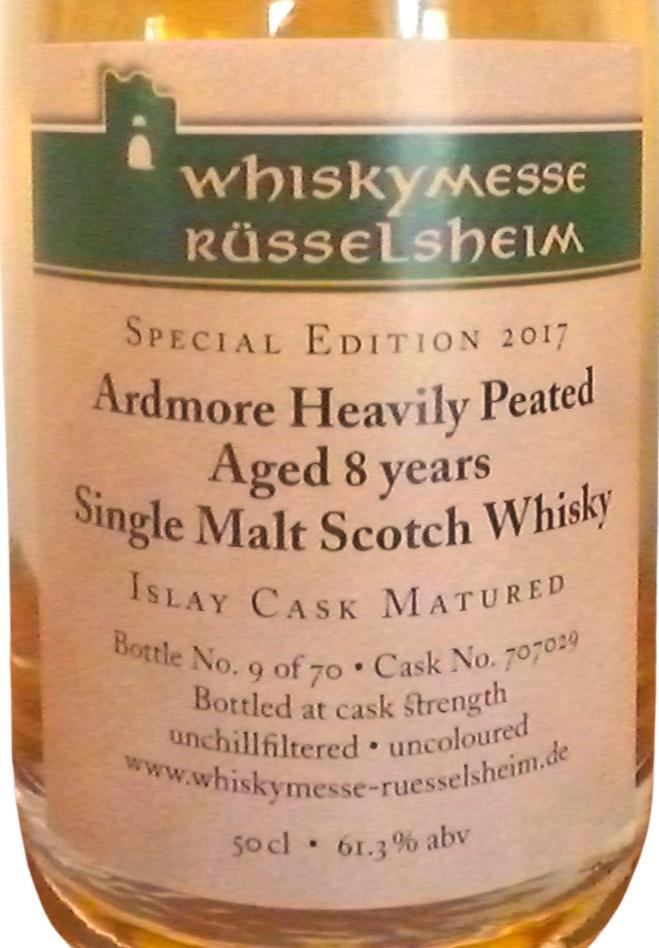 whiskymesse
rüsselsheim
Special Edition 2017
Ardmore Heavily Peated
Aged 8 years
Single Malt Scotch Whisky
Islay Cask Matured
Bottle No. 9 of 70 • Cask No. 707029
Bottled at cask strength
unchillfiltered • uncoloured
www.whiskymesse-ruesselsheim.de
50cl • 61.3% abv